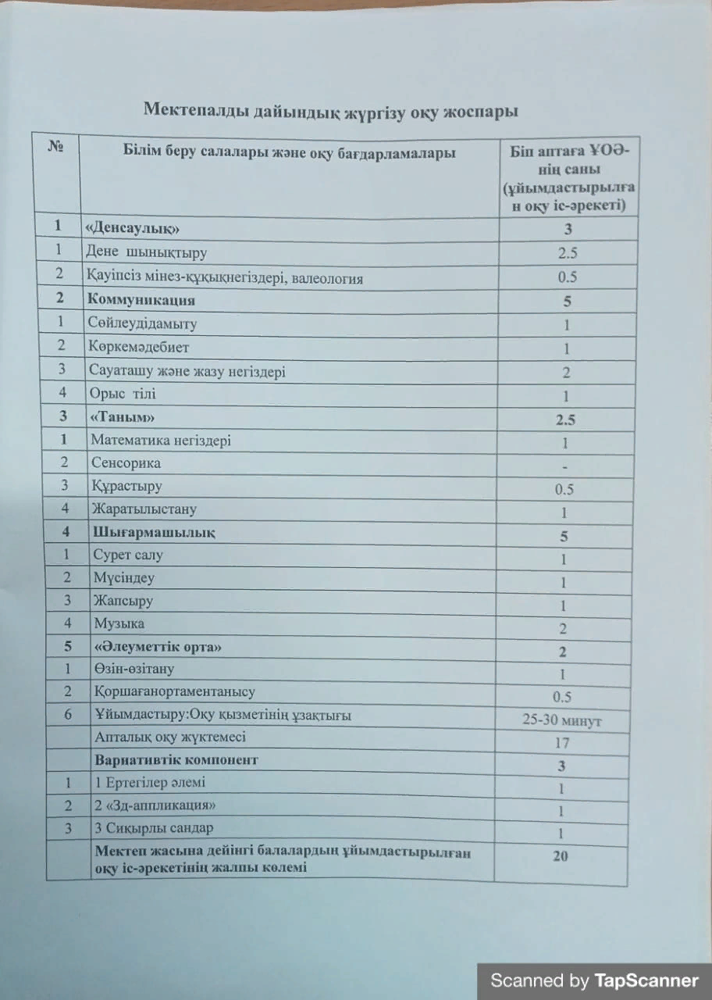 Мектепалды дайындық жүргізу оқу жоспары
№ Білім беру салалары және оқу бағдарламалары Біп аптаға ҰОӘ-
нің саны
(ұйымдастырылға
н оқу іс-әрекеті)
1 «Денсаулық» 3
1 Дене шынықтыру 2.5
2 Қауіпсіз мінез-құқықнегіздері, валеология 0.5
2 Коммуникация 5
1 Сөйлеудідамыту 1
2 Көркемәдебиет 1
3 Сауаташу және жазу негіздері 2
4 Орыс тілі 1
3 «Таным» 2.5
1 Математика негіздері 1
2 Сенсорика -
3 Құрастыру 0.5
4 Жаратылыстану 1
4 Шығармашылық 5
1 Сурет салу 1
2 Мүсіндеу 1
3 Жапсыру 1
4 Музыка 2
5 «Әлеуметтік орта» 2
1 Өзін-өзітану 1
2 Қоршағанортаментанысу 0.5
6 Ұйымдастыру:Оқу қызметінің ұзақтығы 25-30 минут
Апталық оқу жүктемесі 17
Вариативтік компонент 3
1 1 Ертегілер әлемі 1
2 2 «3д-аппликация» 1
3 3 Сиқырлы сандар 1
Мектеп жасына дейінгі балалардың ұйымдастырылған 20
оқу іс-әрекетінің жалпы көлемі
Scanned by TapScanner